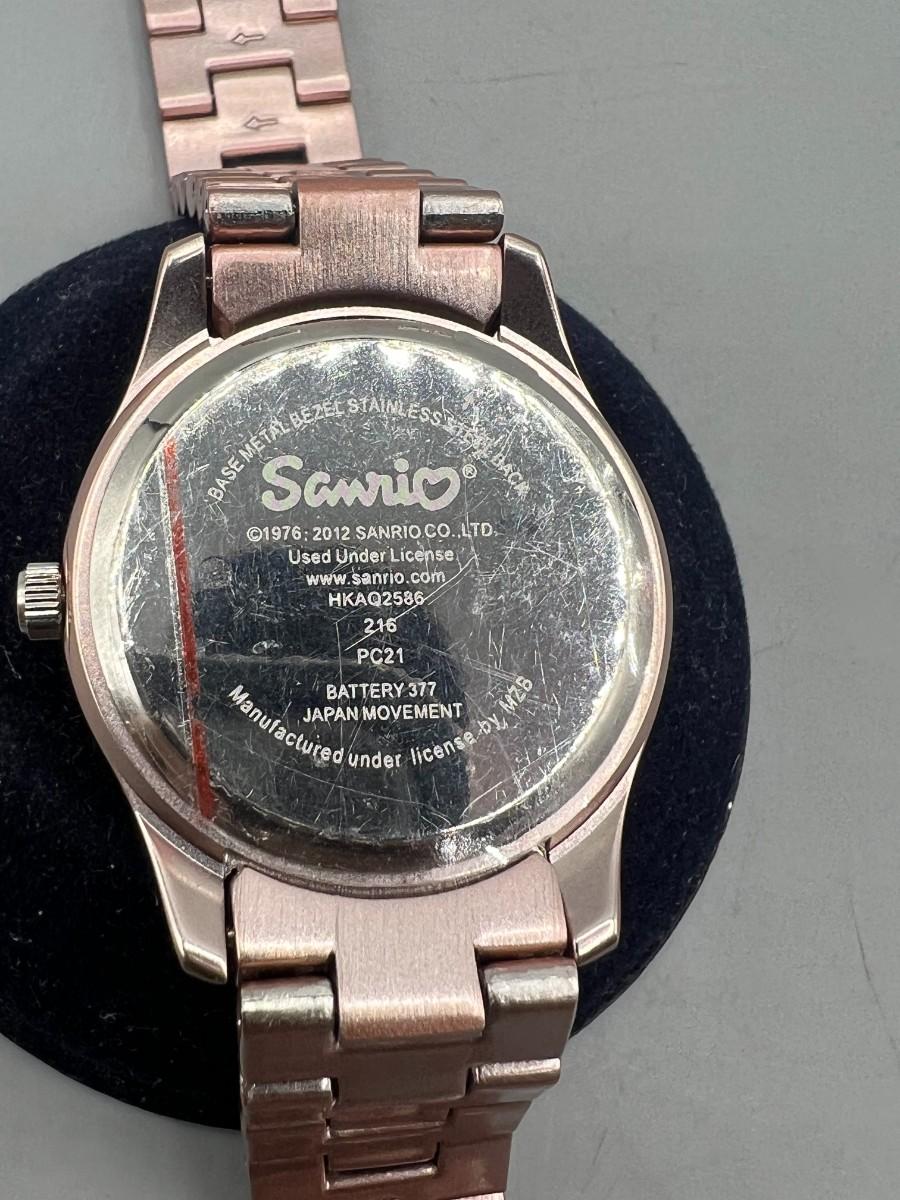 BASE METAL BEZEL STAINLESS STEEL BACK
Sanrio®
©1976, 2012 SANRIO CO.,LTD.
Used Under License
www.sanrio.com
HKAQ2586
216
PC21
BATTERY 377
JAPAN MOVEMENT
Manufactured under license by MZB